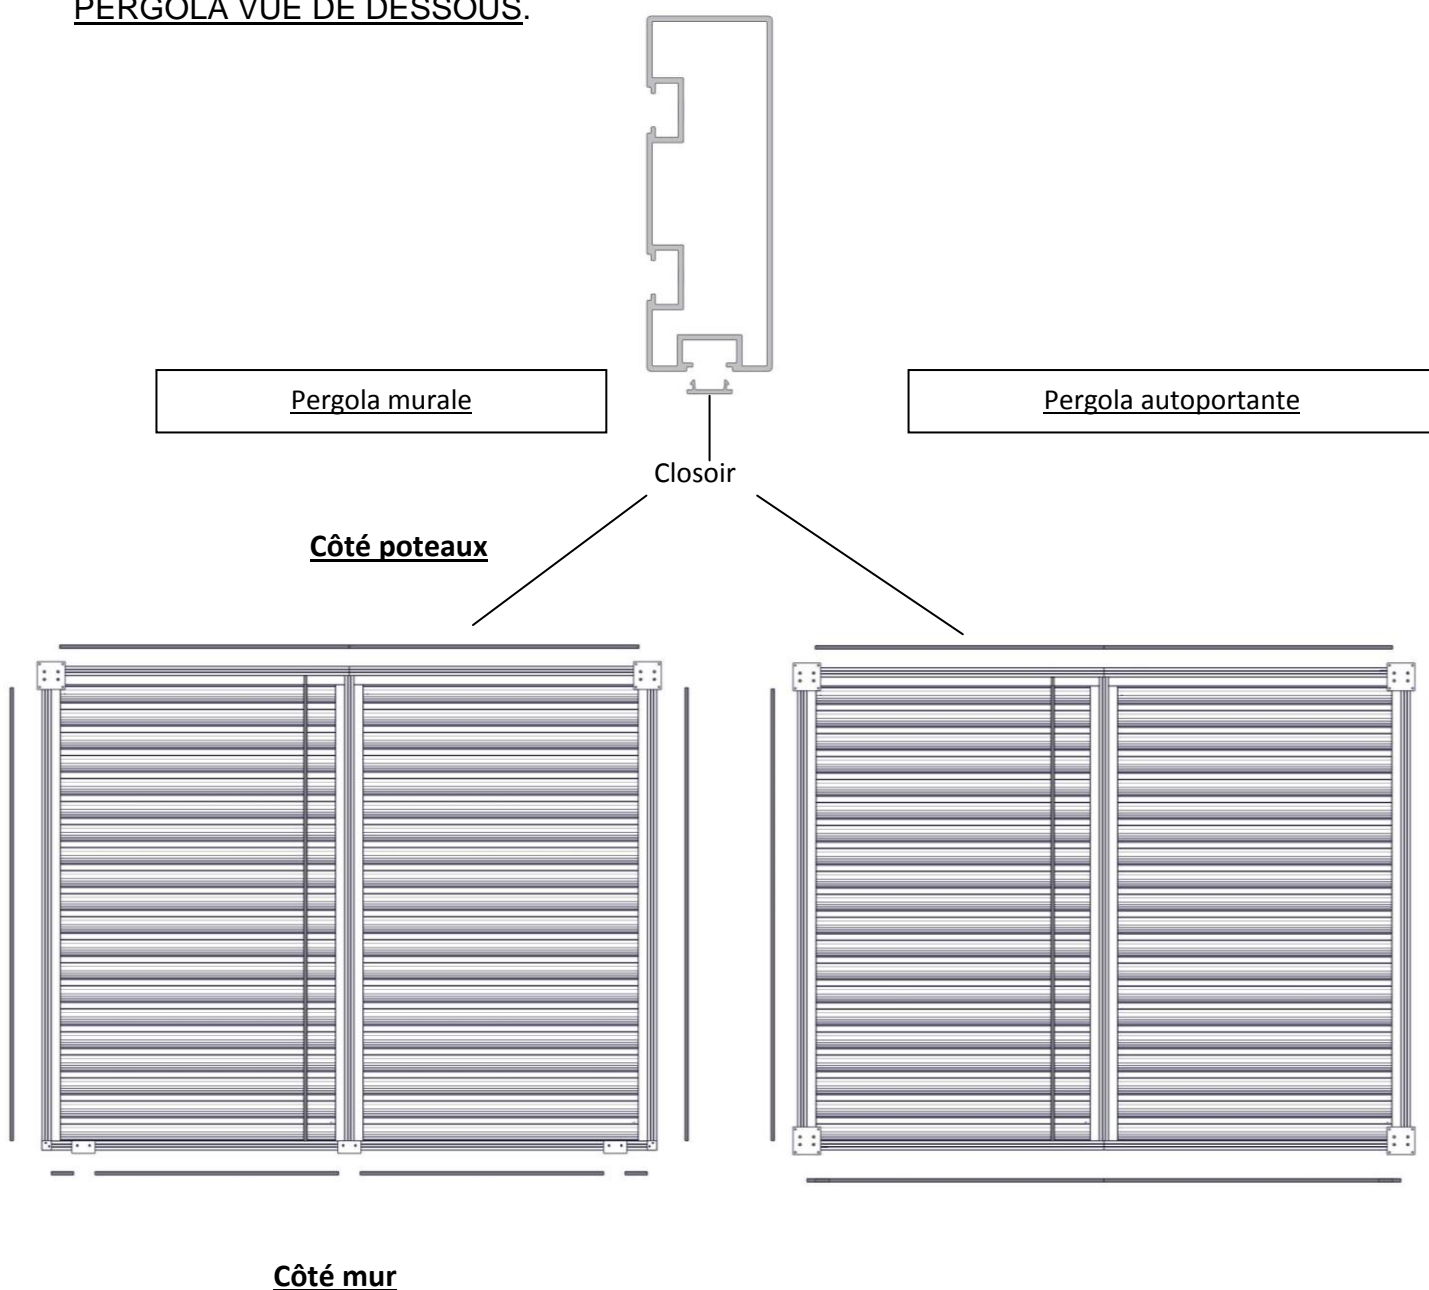 PERGOLA VUE DE DESSOUS.
Pergola murale
Pergola autoportante
Closoir
Côté poteaux
Côté mur